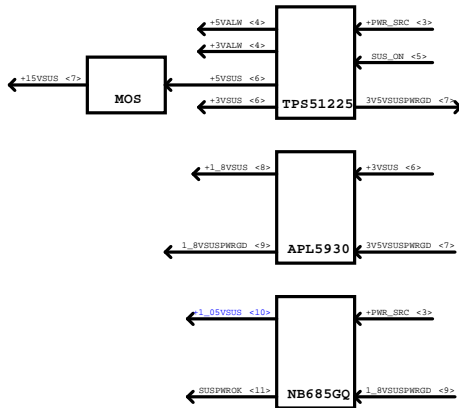 +5VALW <4>
+PWR_SRC <3>
+3VALW <4>
SUS_ON <5>
+15VSUS <7>
MOS
+5VSUS <6>
+3VSUS <6>
TPS51225
3V5VSUSPWRGD <7>
+1_8VSUS <8>
+3VSUS <6>
1_8VSUSPWRGD <9>
APL5930
3V5VSUSPWRGD <7>
+1_05VSUS <10>
+PWR_SRC <3>
SUSPWROK <11>
NB685GQ
1_8VSUSPWRGD <9>